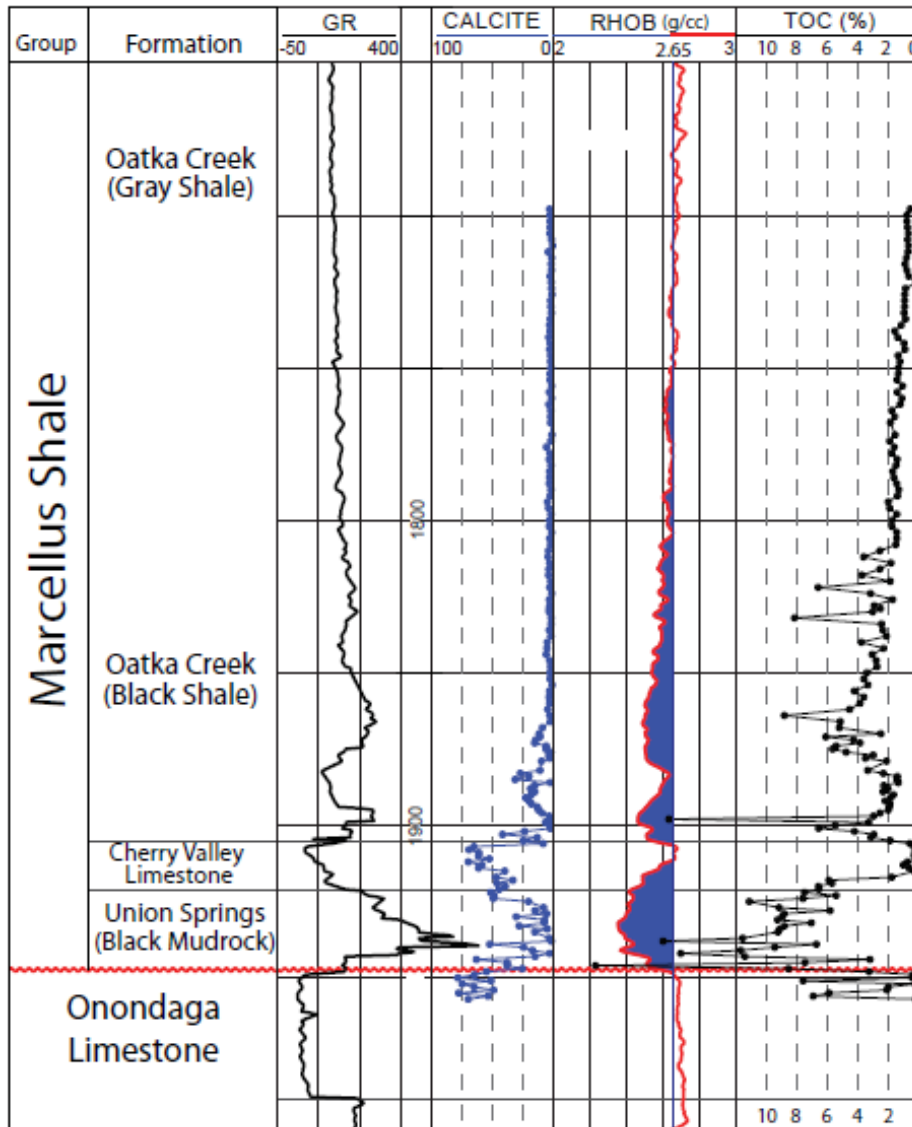 Group
Formation
GR
-50 400
CALCITE
100 0
RHOB (g/cc)
2 2.65 3
TOC (%)
10 8 6 4 2 0
Marcellus Shale
Oatka Creek
(Gray Shale)
1800
Oatka Creek
(Black Shale)
1900
Cherry Valley
Limestone
Union Springs
(Black Mudrock)
Onondaga
Limestone
10 8 6 4 2